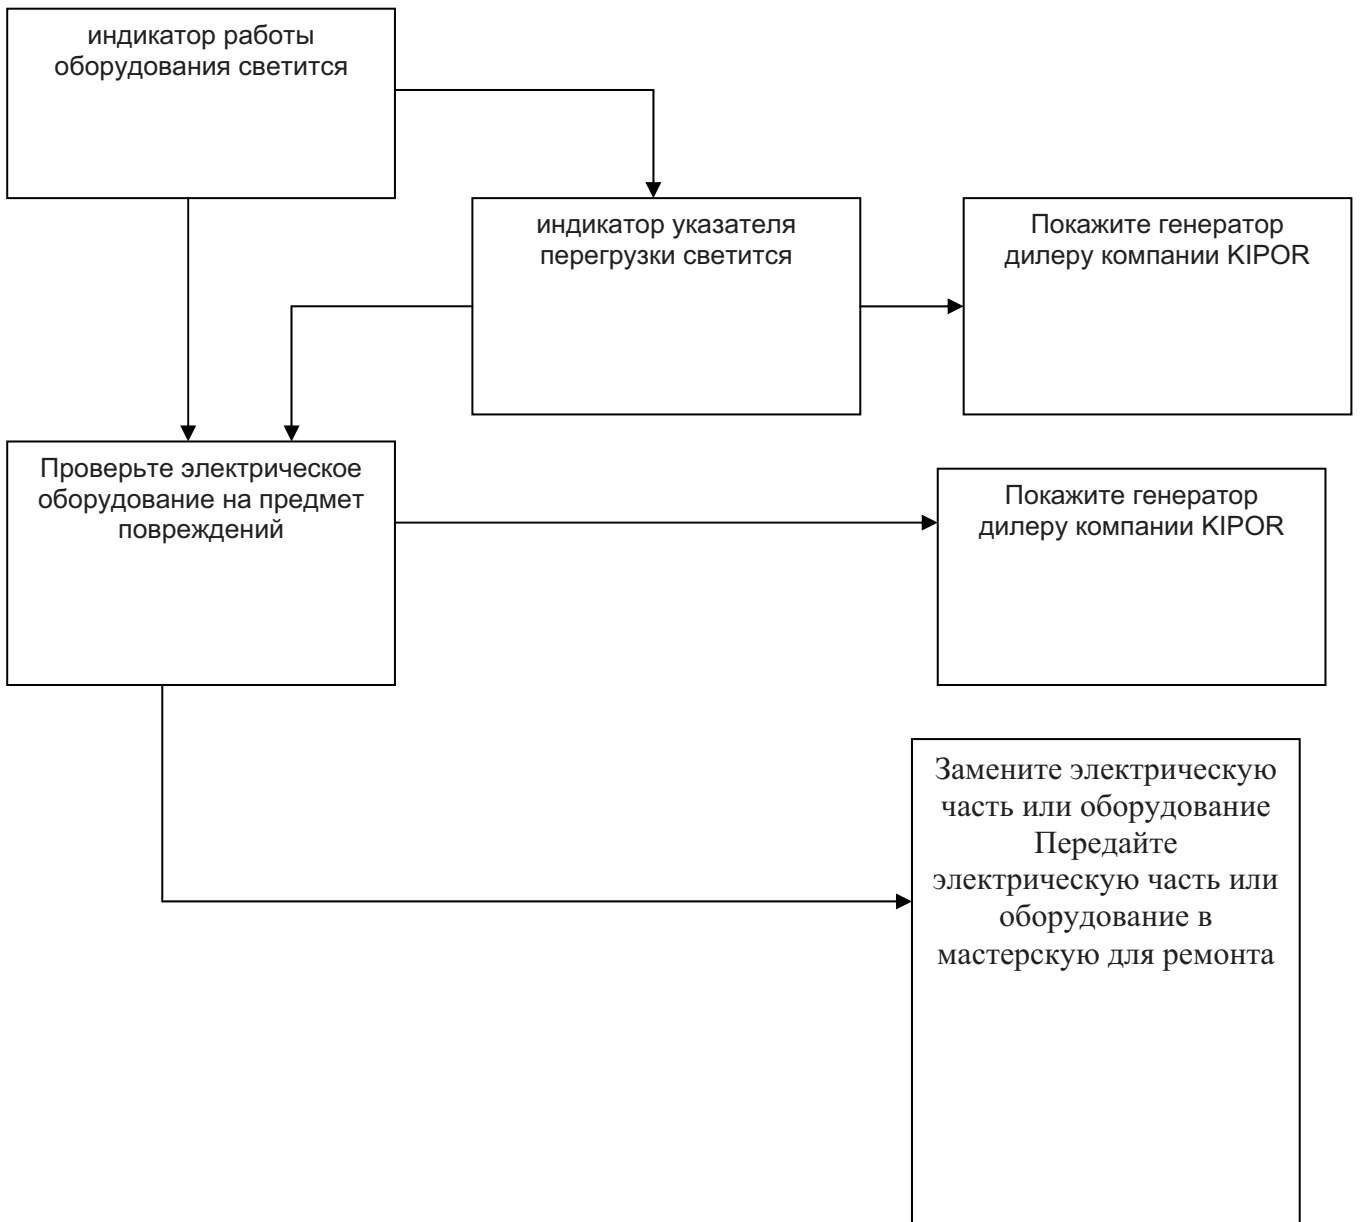 индикатор работы
оборудования светится
индикатор указателя
перегрузки светится
Покажите генератор
дилеру компании KIPOR
Проверьте электрическое
оборудование на предмет
повреждений
Покажите генератор
дилеру компании KIPOR
Замените электрическую
часть или оборудование
Передайте
электрическую часть или
оборудование в
мастерскую для ремонта